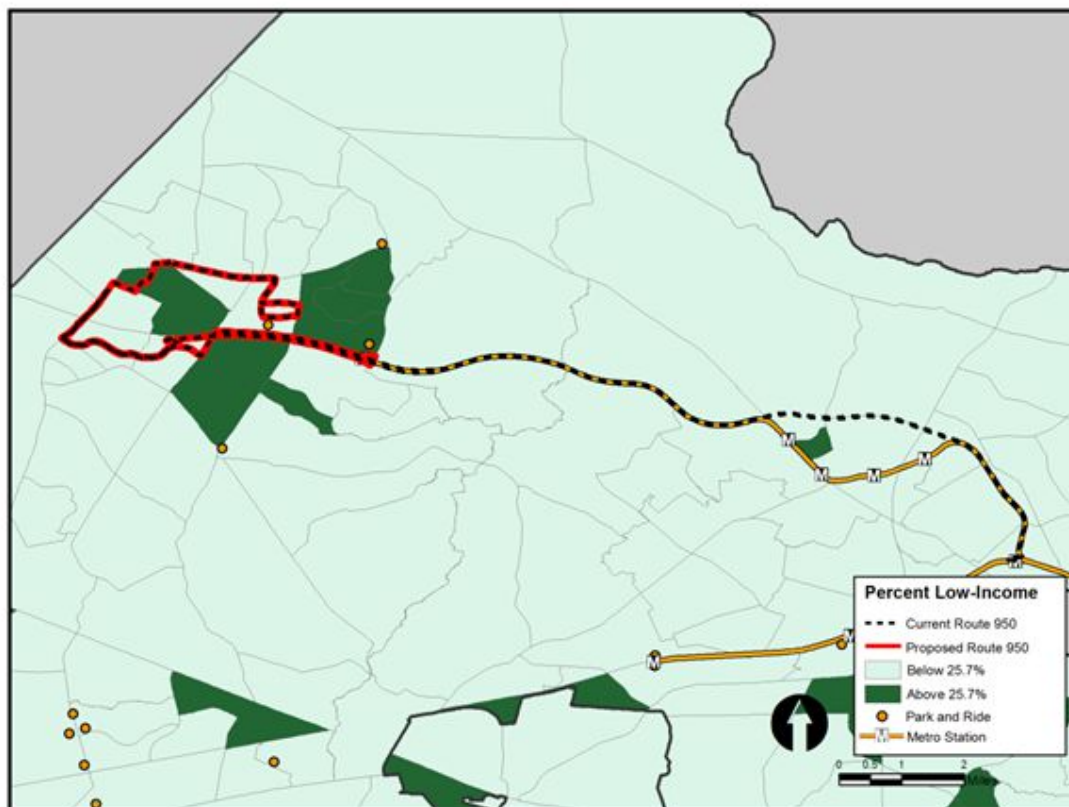 M
M
M
M
M
M
M
Percent Low-Income
Current Route 950
Proposed Route 950
Below 25.7%
Above 25.7%
Park and Ride
M Metro Station
0 0.5 1 2
Miles